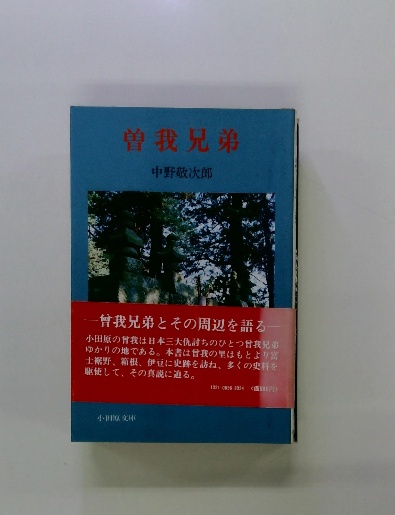 曽我兄弟
中野敬次郎
―曽我兄弟とその周辺を語る―
小田原の曽我は日本三大仇討ちのひとつ曽我兄弟
ゆかりの地である。本書は曽我の里はもとより富
士裾野、箱根、伊豆に史跡を訪ね、多くの史料を
駆使して、その真説に迫る。
小田原文庫